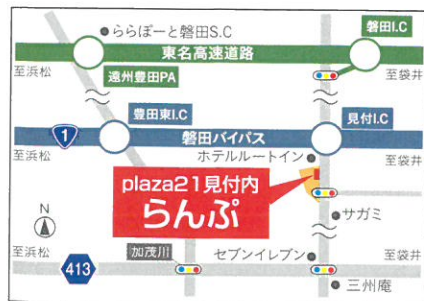 ららぽーと磐田S.C
磐田I.C
東名高速道路
至浜松
遠州豊田PA
至袋井
豊田東I.C
見付I.C
1
磐田バイパス
至浜松
ホテルルートイン
至袋井
plaza21見付内
らんぷ
N
サガミ
至浜松
加茂川
セブンイレブン
至袋井
413
三州庵